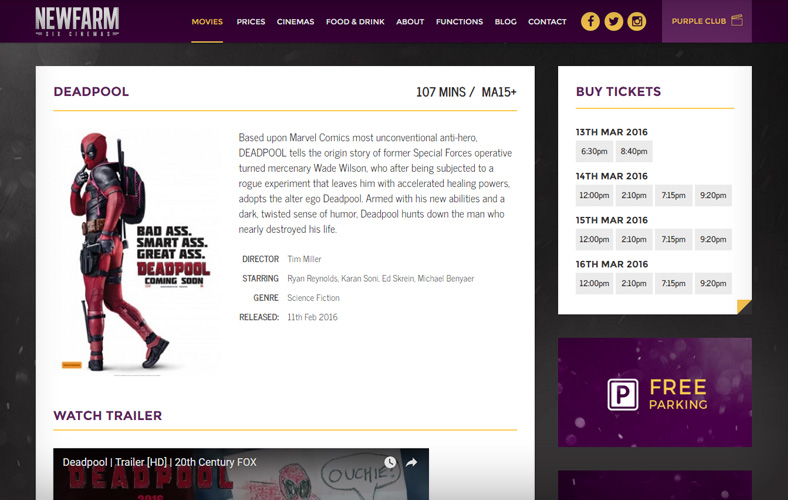 NEWFARM
SIX CINEMAS
MOVIES PRICES CINEMAS FOOD & DRINK ABOUT FUNCTIONS BLOG CONTACT
PURPLE CLUB
DEADPOOL
107 MINS / MA15+
Based upon Marvel Comics most unconventional anti-hero,
DEADPOOL tells the origin story of former Special Forces operative
turned mercenary Wade Wilson, who after being subjected to a
rogue experiment that leaves him with accelerated healing powers,
adopts the alter ego Deadpool. Armed with his new abilities and a
dark, twisted sense of humor, Deadpool hunts down the man who
nearly destroyed his life.
DIRECTOR Tim Miller
STARRING Ryan Reynolds, Karan Soni, Ed Skrein, Michael Benyaer
GENRE Science Fiction
RELEASED: 11th Feb 2016
BAD ASS.
SMART ASS.
GREAT ASS.
DEADPOOL
COMING SOON
WATCH TRAILER
Deadpool | Trailer [HD] | 20th Century FOX
DEADPOOL
2016
OUCHIE!
BUY TICKETS
13TH MAR 2016
6:30pm 8:40pm
14TH MAR 2016
12:00pm 2:10pm 7:15pm 9:20pm
15TH MAR 2016
12:00pm 2:10pm 7:15pm 9:20pm
16TH MAR 2016
12:00pm 2:10pm 7:15pm 9:20pm
P FREE
PARKING